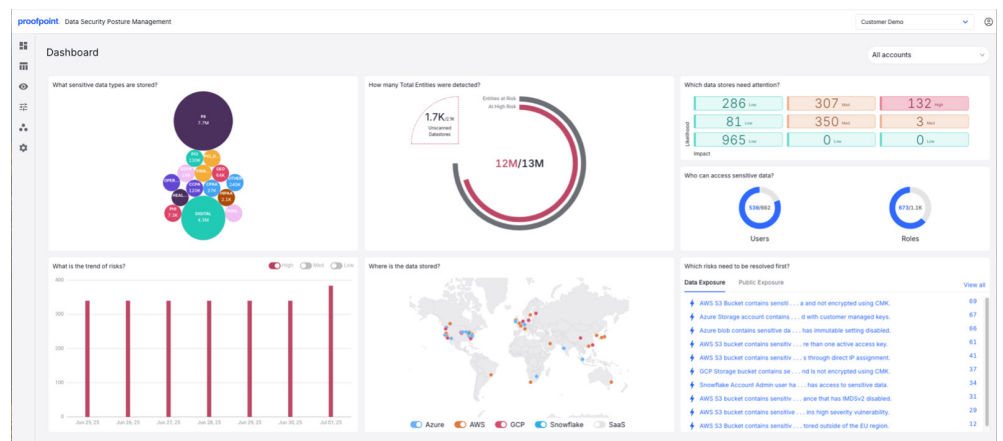 proofpoint. Data Security Posture Management
Customer Demo
Dashboard
All accounts
What sensitive data types are stored?
PII
7.7M
PCI
GEO
CCPA
OTHER
240K
2.1K
OPER...
HEAL...
PHI
7.3K
DIGITAL
4.3M
How many Total Entities were detected?
Entities at Risk
At High Risk
1.7K/2.1K
Unscanned
Datastores
12M/13M
Which data stores need attention?
Likelihood
286 Low
307 Med
132 High
81 Low
350 Med
3 Med
965 Low
0 Low
0 Low
Impact
Who can access sensitive data?
539/662
Users
673/1.1K
Roles
What is the trend of risks?
High
Med
Low
400
300
200
100
0
Jun 25, 25
Jun 26, 25
Jun 27, 25
Jun 28, 25
Jun 29, 25
Jun 30, 25
Jul 01, 25
Where is the data stored?
Azure
AWS
GCP
Snowflake
SaaS
Which risks need to be resolved first?
Data Exposure
Public Exposure
View all
AWS S3 Bucket contains sensiti . . . a and not encrypted using CMK. 69
Azure Storage account contains . . . d with customer managed keys. 67
Azure blob contains sensitive da . . . has immutable setting disabled. 66
AWS S3 bucket contains sensitiv . . . re than one active access key. 61
AWS S3 bucket contains sensitiv . . . s through direct IP assignment. 41
GCP Storage bucket contains se . . . nd is not encrypted using CMK. 37
Snowflake Account Admin user ha . . . has access to sensitive data. 34
AWS S3 bucket contains sensitiv . . . ance that has IMDSv2 disabled. 31
AWS S3 bucket contains sensitive . . . ins high severity vulnerability. 29
AWS S3 bucket contains sensitiv . . . tored outside of the EU region. 12